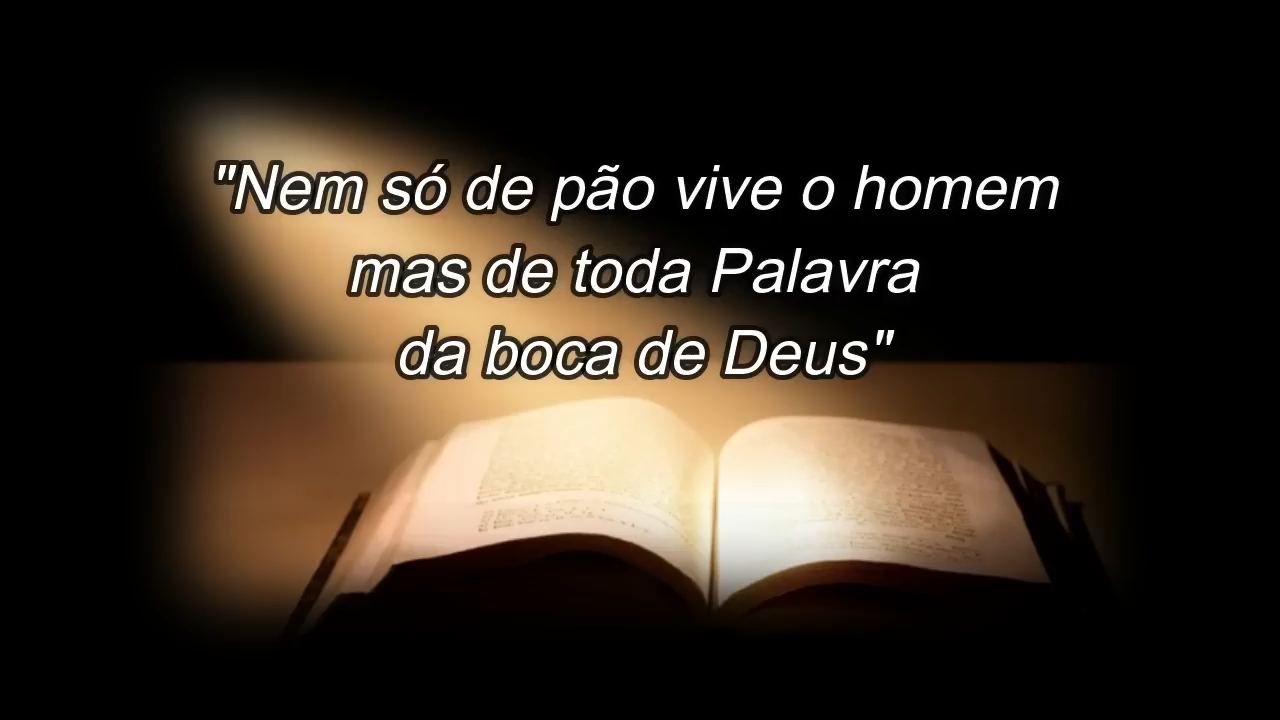 "Nem só de pão vive o homem
mas de toda Palavra
da boca de Deus"